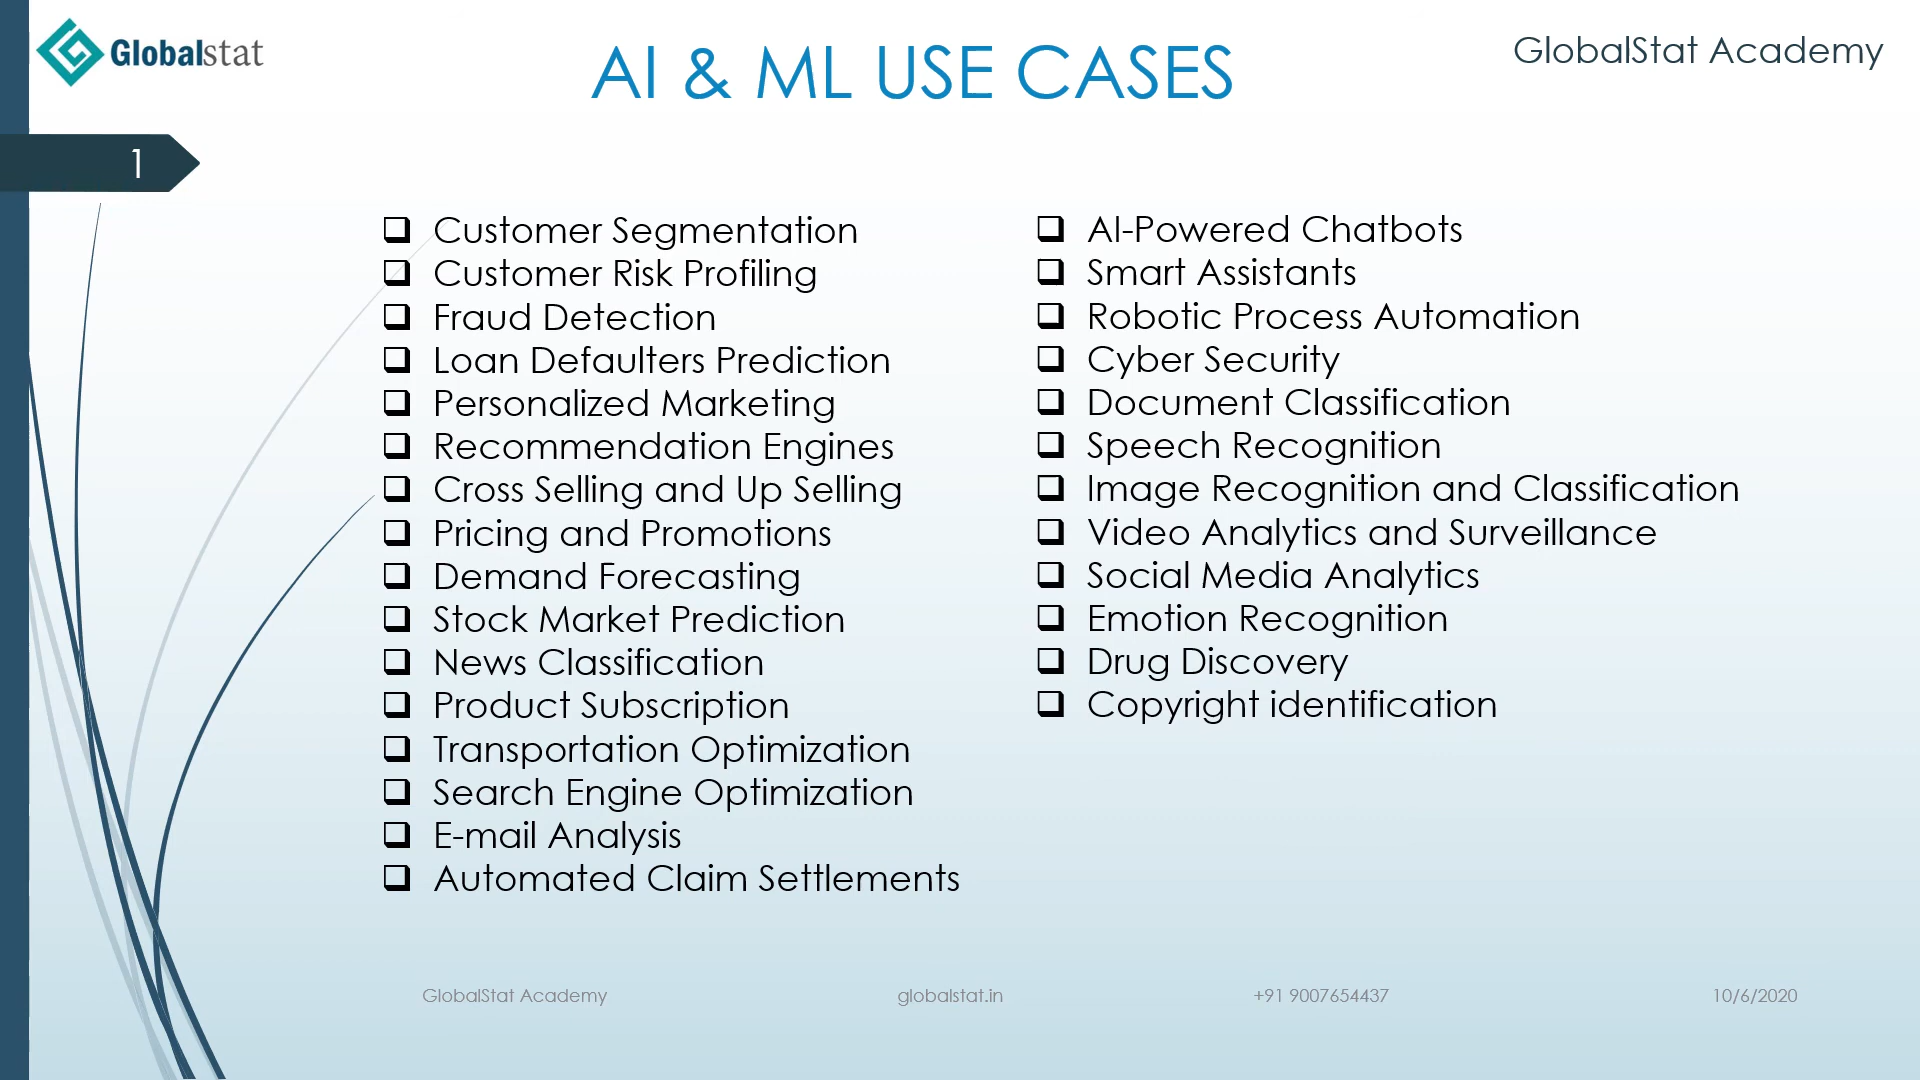 Globalstat
AI & ML USE CASES
GlobalStat Academy
1
Customer Segmentation
Customer Risk Profiling
Fraud Detection
Loan Defaulters Prediction
Personalized Marketing
Recommendation Engines
Cross Selling and Up Selling
Pricing and Promotions
Demand Forecasting
Stock Market Prediction
News Classification
Product Subscription
Transportation Optimization
Search Engine Optimization
E-mail Analysis
Automated Claim Settlements
AI-Powered Chatbots
Smart Assistants
Robotic Process Automation
Cyber Security
Document Classification
Speech Recognition
Image Recognition and Classification
Video Analytics and Surveillance
Social Media Analytics
Emotion Recognition
Drug Discovery
Copyright identification
GlobalStat Academy
globalstat.in
+91 9007654437
10/6/2020